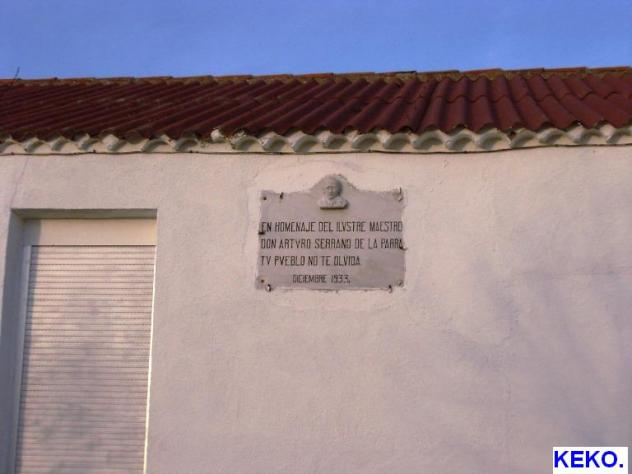 EN HOMENAJE DEL ILVSTRE MAESTRO
DON ARTVRO SERRANO DE LA PARRA
TV PVEBLO NO TE OLVIDA
DICIEMBRE 1933.
KEKO.